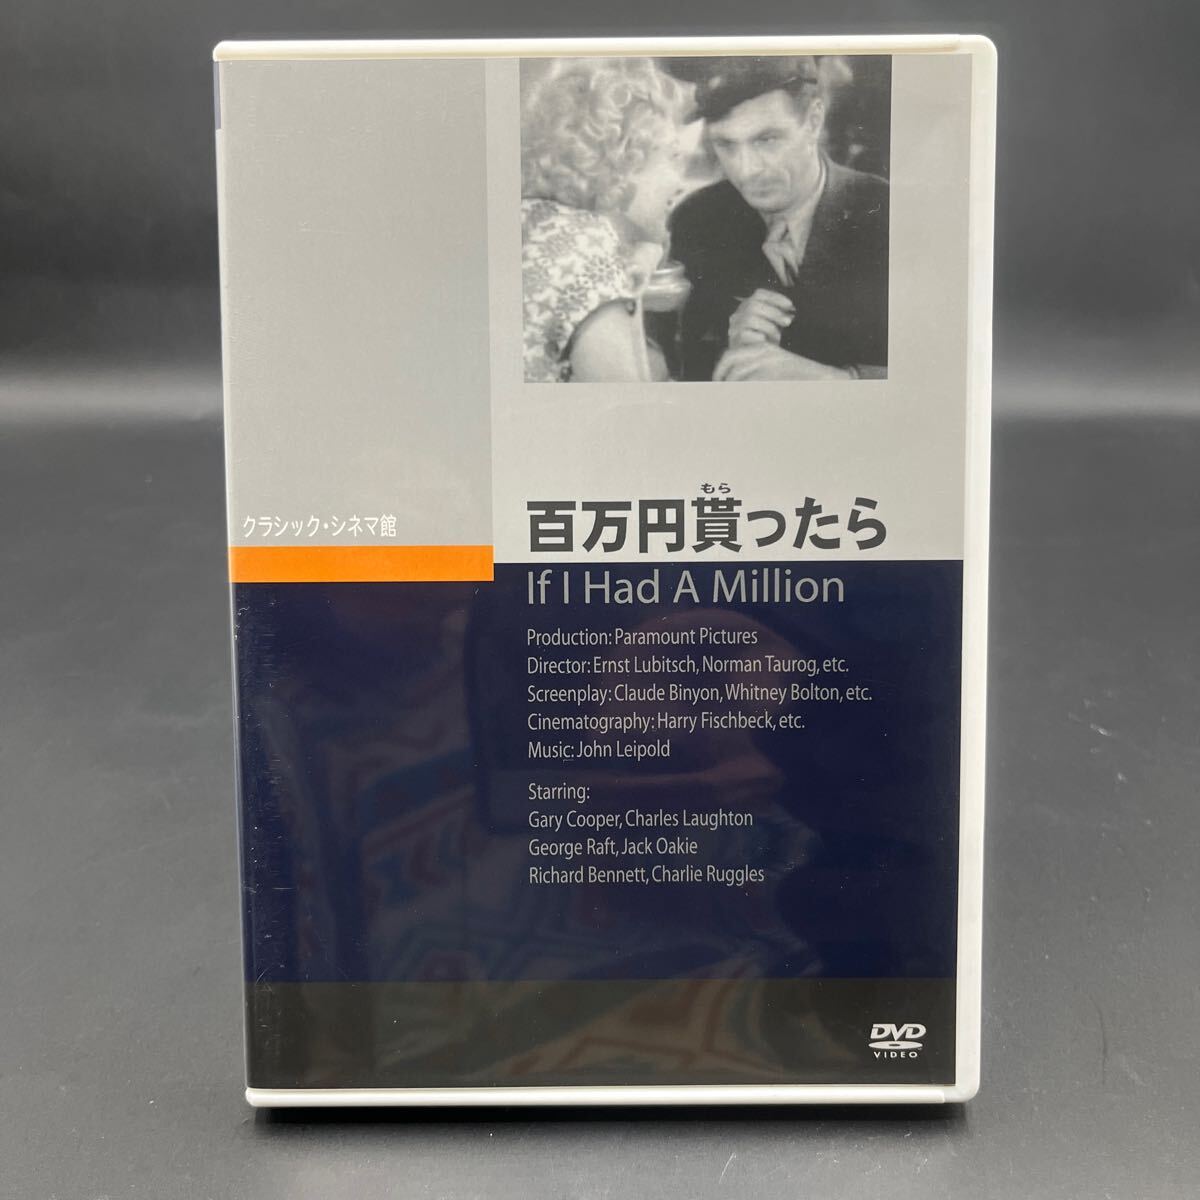 クラシック・シネマ館
もら
百万円貰ったら
If I Had A Million
Production: Paramount Pictures
Director: Ernst Lubitsch, Norman Taurog, etc.
Screenplay: Claude Binyon, Whitney Bolton, etc.
Cinematography: Harry Fischbeck, etc.
Music: John Leipold
Starring:
Gary Cooper, Charles Laughton
George Raft, Jack Oakie
Richard Bennett, Charlie Ruggles
DVD
VIDEO